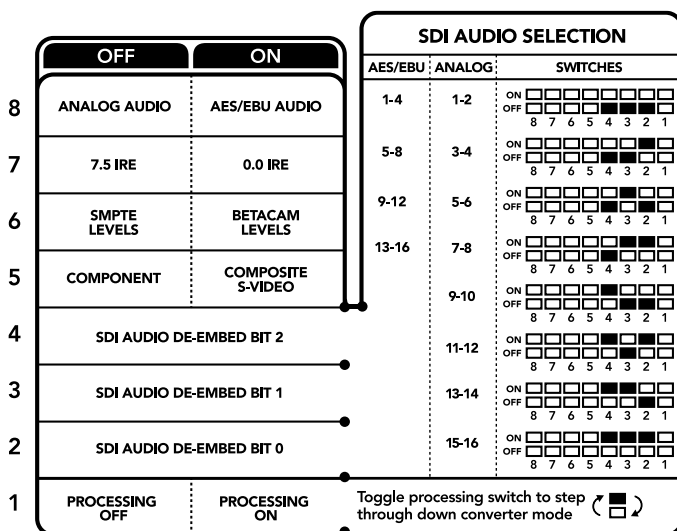 OFF ON
8 ANALOG AUDIO AES/EBU AUDIO
7 7.5 IRE 0.0 IRE
6 SMPTE LEVELS BETACAM LEVELS
5 COMPONENT COMPOSITE S-VIDEO
4 SDI AUDIO DE-EMBED BIT 2
3 SDI AUDIO DE-EMBED BIT 1
2 SDI AUDIO DE-EMBED BIT 0
1 PROCESSING OFF PROCESSING ON
SDI AUDIO SELECTION
AES/EBU ANALOG SWITCHES
1-4 1-2 ON
OFF
8 7 6 5 4 3 2 1
5-8 3-4 ON
OFF
8 7 6 5 4 3 2 1
9-12 5-6 ON
OFF
8 7 6 5 4 3 2 1
13-16 7-8 ON
OFF
8 7 6 5 4 3 2 1
9-10 ON
OFF
8 7 6 5 4 3 2 1
11-12 ON
OFF
8 7 6 5 4 3 2 1
13-14 ON
OFF
8 7 6 5 4 3 2 1
15-16 ON
OFF
8 7 6 5 4 3 2 1
Toggle processing switch to step
through down converter mode